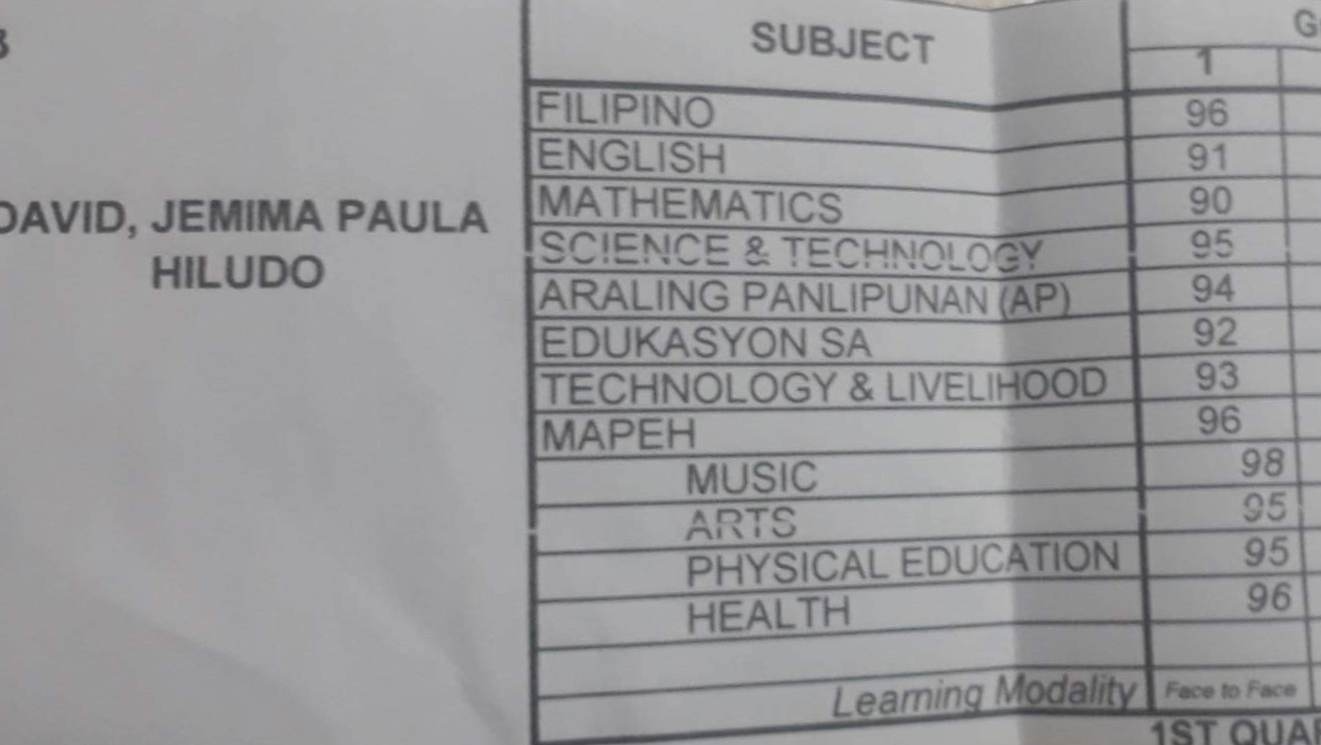 DAVID, JEMIMA PAULA
HILUDO
SUBJECT
1
FILIPINO 96
ENGLISH 91
MATHEMATICS 90
SCIENCE & TECHNOLOGY 95
ARALING PANLIPUNAN (AP) 94
EDUKASYON SA 92
TECHNOLOGY & LIVELIHOOD 93
MAPEH 96
MUSIC 98
ARTS 95
PHYSICAL EDUCATION 95
HEALTH 96
Learning Modality Face to Face
1ST